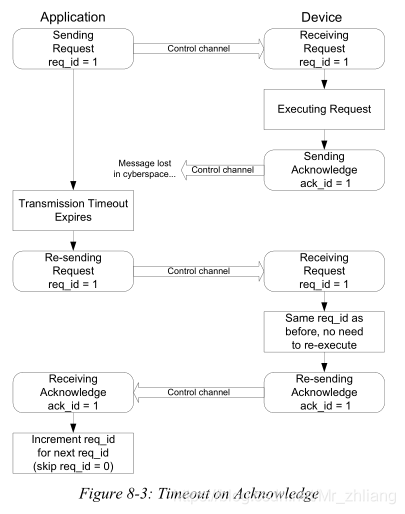 Application
Device
Sending
Request
req_id = 1
Control channel
Receiving
Request
req_id = 1
Executing Request
Message lost
in cyberspace...
Control channel
Sending
Acknowledge
ack_id = 1
Transmission Timeout
Expires
Re-sending
Request
req_id = 1
Control channel
Receiving
Request
req_id = 1
Same req_id as
before, no need
to re-execute
Receiving
Acknowledge
ack_id = 1
Control channel
Re-sending
Acknowledge
ack_id = 1
Increment req_id
for next req_id
(skip req_id = 0)
Figure 8-3: Timeout on Acknowledge